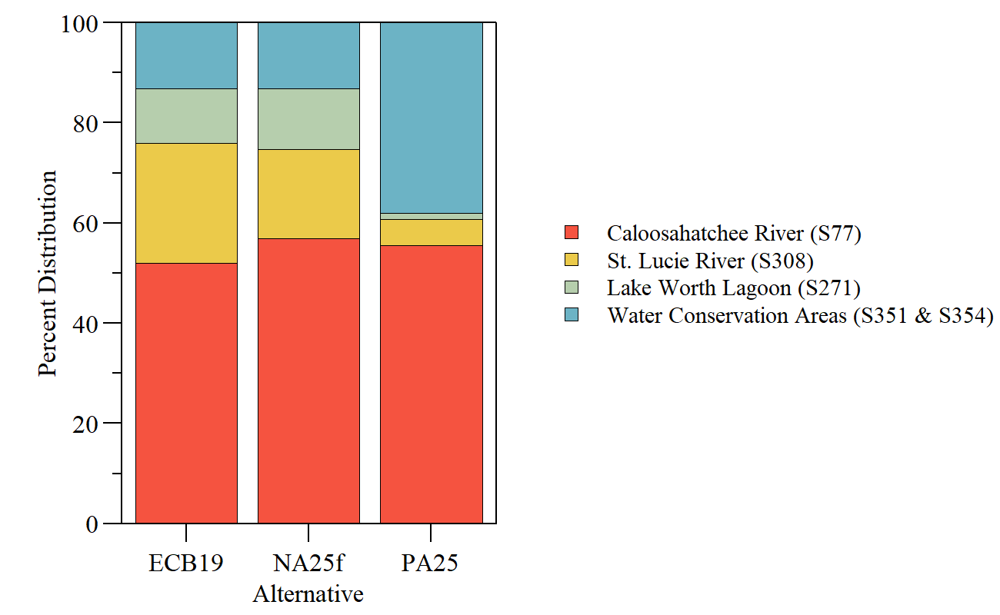 100
80
60
40
20
0
Percent Distribution
ECB19 NA25f PA25
Alternative
Caloosahatchee River (S77)
St. Lucie River (S308)
Lake Worth Lagoon (S271)
Water Conservation Areas (S351 & S354)